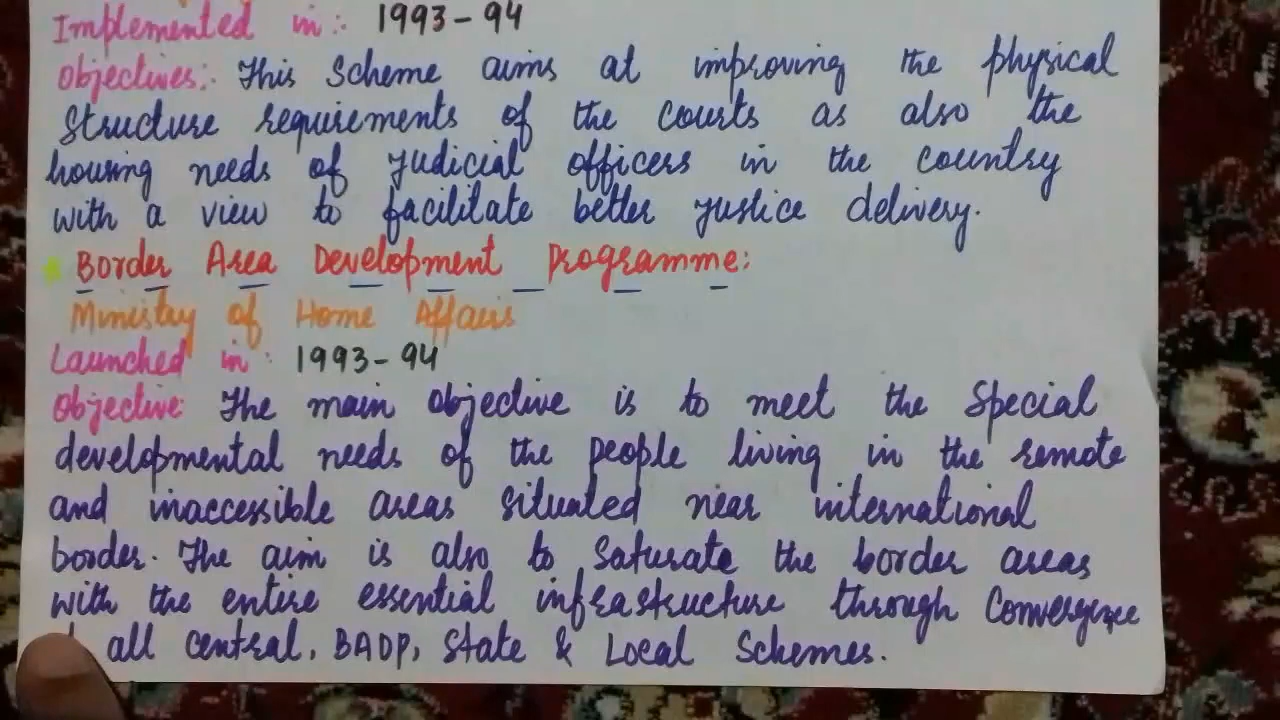 Implemented in:- 1993-94
Objectives:- This Scheme aims at improving the physical
structure requirements of the courts as also the
housing needs of judicial officers in the country
with a view to facilitate better justice delivery.
Border Area Development Programme:
Ministry of Home Affairs
Launched in: 1993-94
Objective: The main objective is to meet the special
developmental needs of the people living in the remote
and inaccessible areas situated near international
border. The aim is also to saturate the border areas
with the entire essential infrastructure through Convergence
all central, BADP, State & Local Schemes.